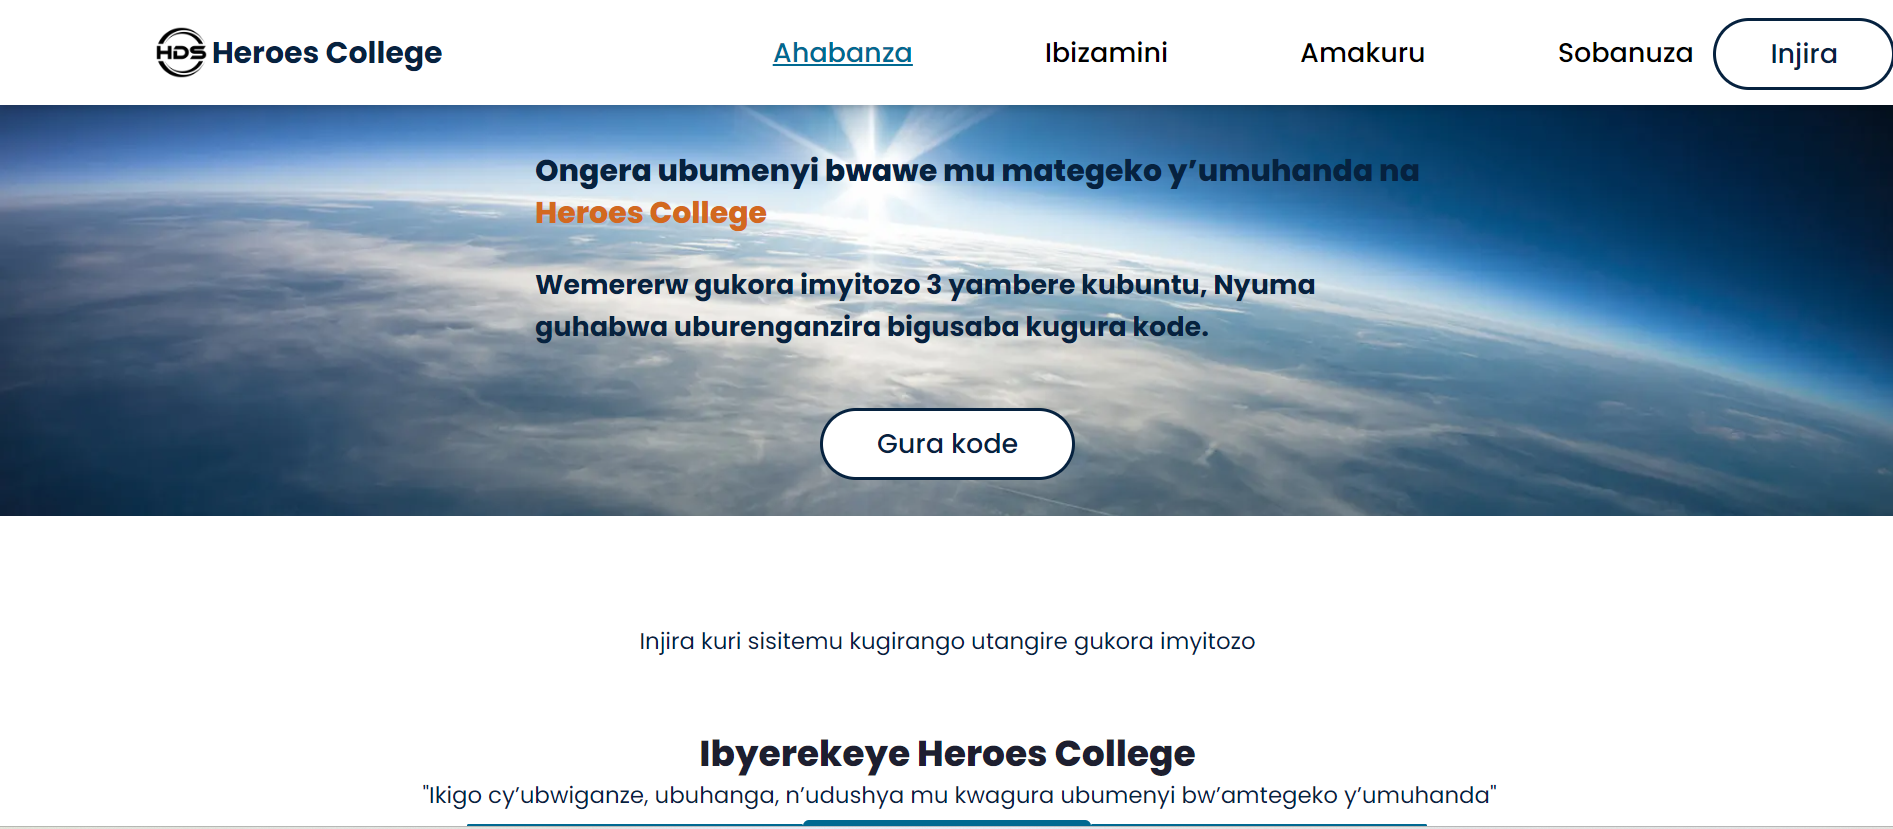 HDS Heroes College
Ahabanza
Ibizamini
Amakuru
Sobanuza
Injira
Ongera ubumenyi bwawe mu mategeko y’umuhanda na
Heroes College
Wemererw gukora imyitozo 3 yambere kubuntu, Nyuma
guhabwa uburenganzira bigusaba kugura kode.
Gura kode
Injira kuri sisitemu kugirango utangire gukora imyitozo
Ibyerekeye Heroes College
"Ikigo cy’ubwiganze, ubuhanga, n’udushya mu kwagura ubumenyi bw’amtegeko y’umuhanda"